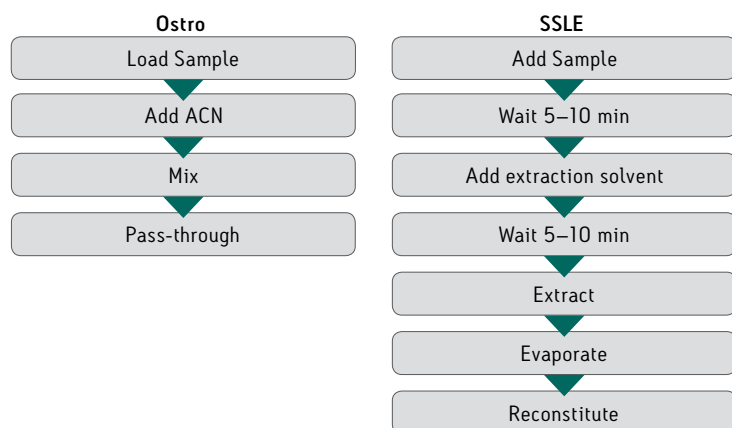 Ostro
Load Sample
Add ACN
Mix
Pass-through
SSLE
Add Sample
Wait 5–10 min
Add extraction solvent
Wait 5–10 min
Extract
Evaporate
Reconstitute